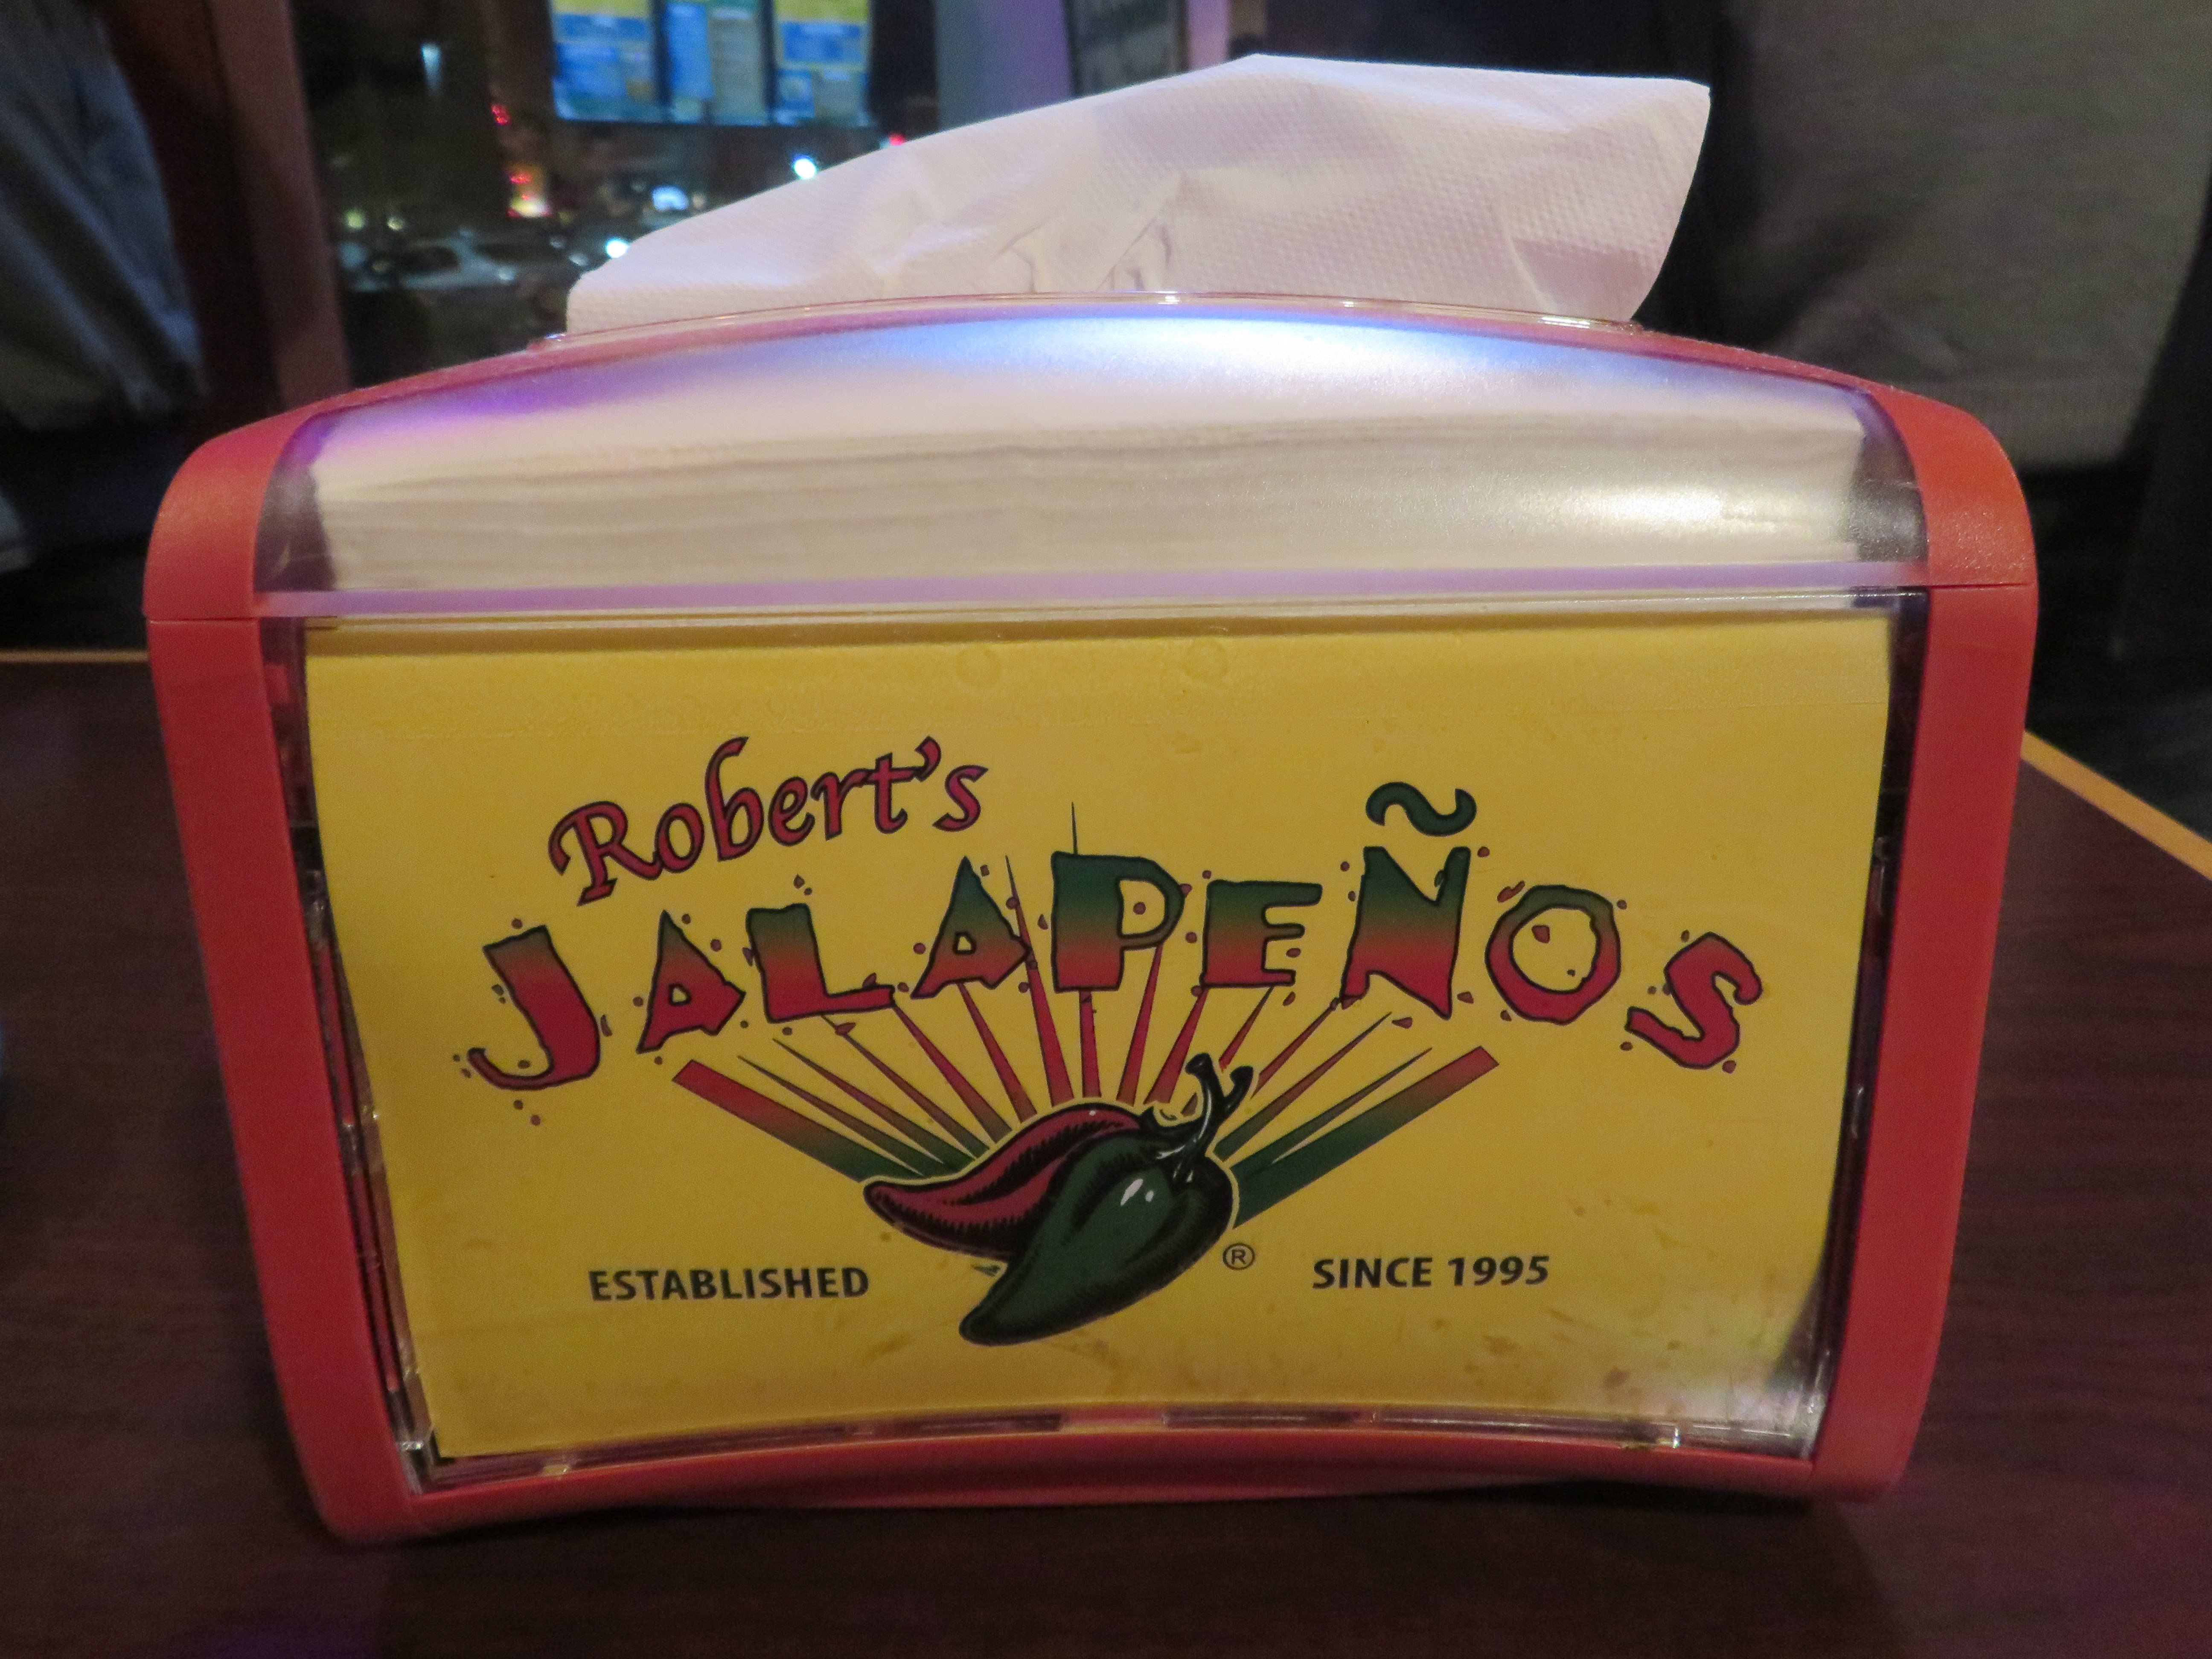 Robert's
JALAPEÑOS
ESTABLISHED
SINCE 1995
®